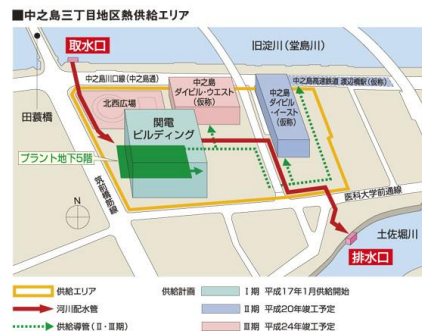 ■中之島三丁目地区熱供給エリア
取水口
旧淀川(堂島川)
中之島川口線(中之島通)
中之島高速鉄道 渡辺橋駅(仮称)
田蓑橋
北西広場
中之島
ダイビル・ウエスト
(仮称)
中之島
ダイビル
・イースト
(仮称)
関電
ビルディング
プラント地下5階
筑前橋筋線
N
医科大学前通線
土佐堀川
排水口
供給エリア
河川配水管
供給導管(Ⅱ・Ⅲ期)
供給計画
Ⅰ期 平成17年1月供給開始
Ⅱ期 平成20年竣工予定
Ⅲ期 平成24年竣工予定